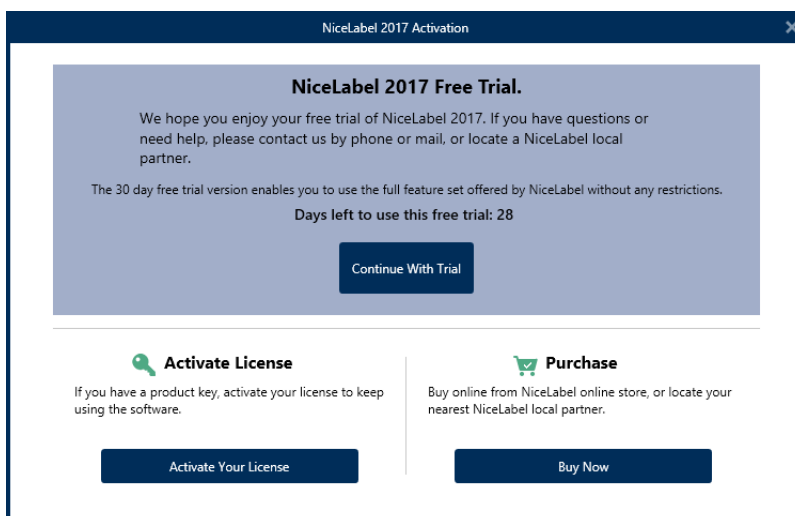 NiceLabel 2017 Activation
NiceLabel 2017 Free Trial.
We hope you enjoy your free trial of NiceLabel 2017. If you have questions or
need help, please contact us by phone or mail, or locate a NiceLabel local
partner.
The 30 day free trial version enables you to use the full feature set offered by NiceLabel without any restrictions.
Days left to use this free trial: 28
Continue With Trial
Activate License
If you have a product key, activate your license to keep
using the software.
Activate Your License
Purchase
Buy online from NiceLabel online store, or locate your
nearest NiceLabel local partner.
Buy Now